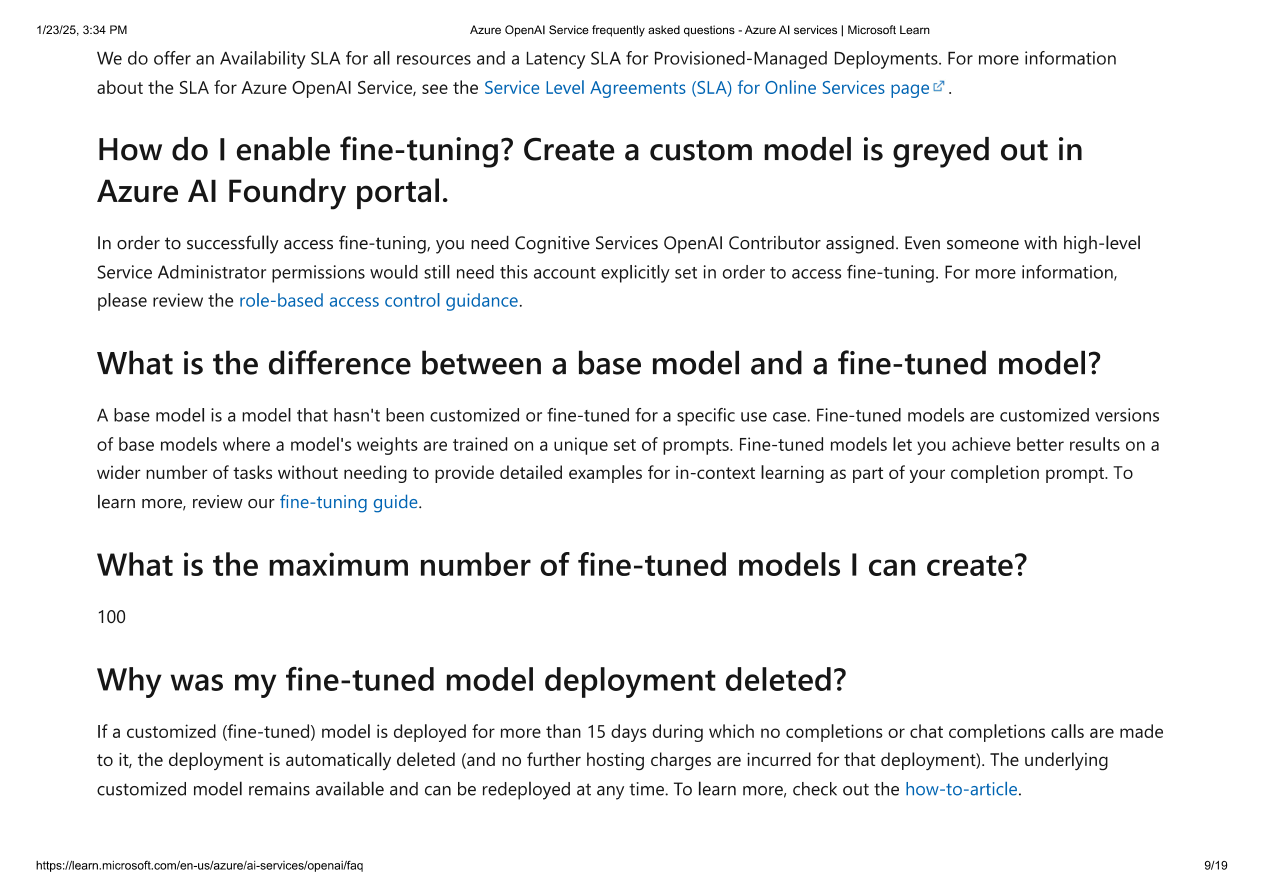 1/23/25, 3:34 PM
Azure OpenAI Service frequently asked questions - Azure AI services | Microsoft Learn
We do offer an Availability SLA for all resources and a Latency SLA for Provisioned-Managed Deployments. For more information
about the SLA for Azure OpenAI Service, see the Service Level Agreements (SLA) for Online Services page .
How do I enable fine-tuning? Create a custom model is greyed out in
Azure AI Foundry portal.
In order to successfully access fine-tuning, you need Cognitive Services OpenAI Contributor assigned. Even someone with high-level
Service Administrator permissions would still need this account explicitly set in order to access fine-tuning. For more information,
please review the role-based access control guidance.
What is the difference between a base model and a fine-tuned model?
A base model is a model that hasn't been customized or fine-tuned for a specific use case. Fine-tuned models are customized versions
of base models where a model's weights are trained on a unique set of prompts. Fine-tuned models let you achieve better results on a
wider number of tasks without needing to provide detailed examples for in-context learning as part of your completion prompt. To
learn more, review our fine-tuning guide.
What is the maximum number of fine-tuned models I can create?
100
Why was my fine-tuned model deployment deleted?
If a customized (fine-tuned) model is deployed for more than 15 days during which no completions or chat completions calls are made
to it, the deployment is automatically deleted (and no further hosting charges are incurred for that deployment). The underlying
customized model remains available and can be redeployed at any time. To learn more, check out the how-to-article.
https://learn.microsoft.com/en-us/azure/ai-services/openai/faq
9/19